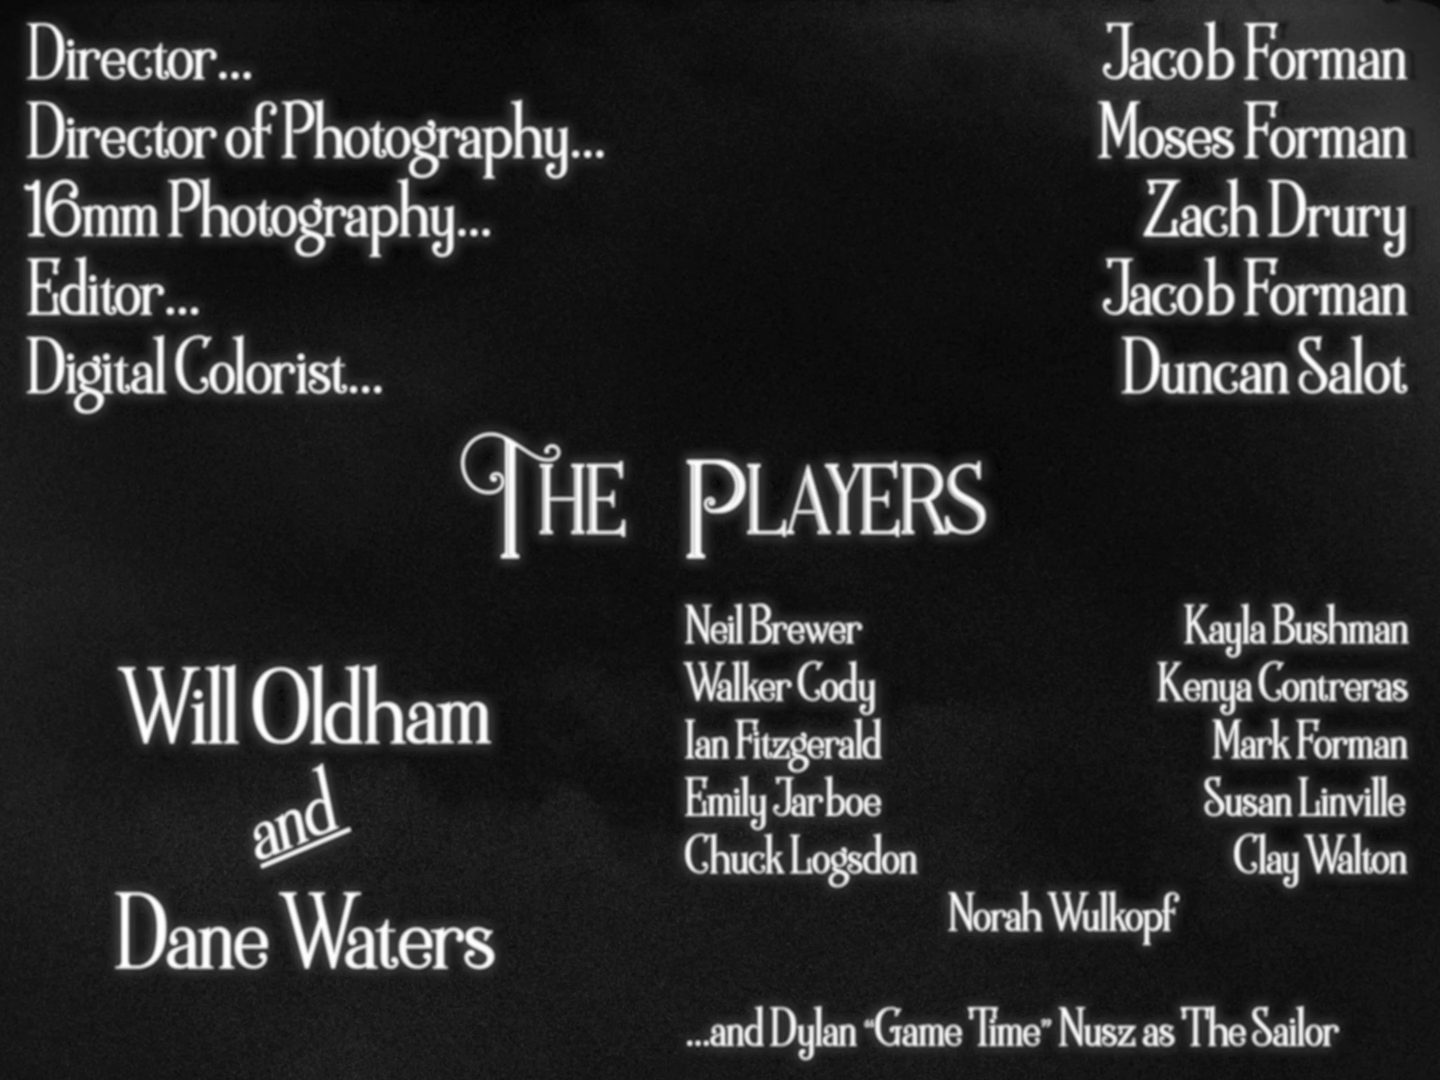 Director... Jacob Forman
Director of Photography... Moses Forman
16mm Photography... Zach Drury
Editor... Jacob Forman
Digital Colorist... Duncan Salot
The Players
Will Oldham
and
Dane Waters
Neil Brewer Kayla Bushman
Walker Cody Kenya Contreras
Ian Fitzgerald Mark Forman
Emily Jarboe Susan Linville
Chuck Logsdon Clay Walton
Norah Wulkopf
...and Dylan “Game Time” Nusz as The Sailor